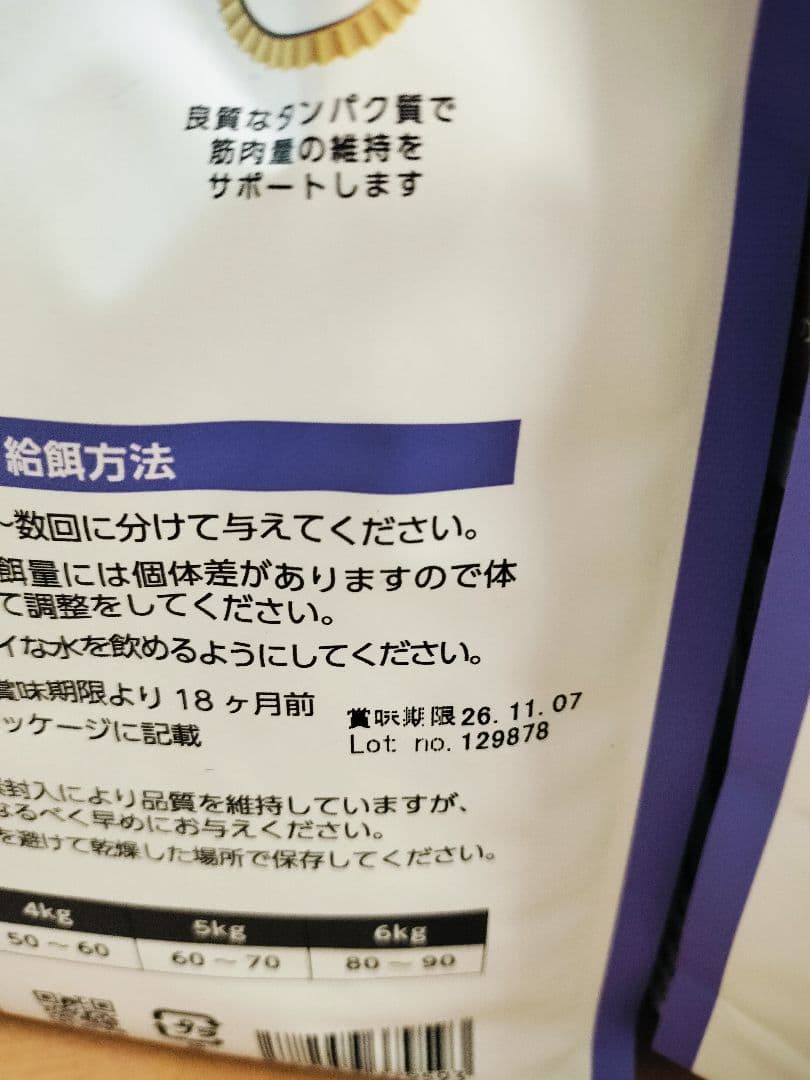 良質なタンパク質で
筋肉量の維持を
サポートします
給餌方法
～数回に分けて与えてください。
餌量には個体差がありますので体
て調整をしてください。
イな水を飲めるようにしてください。
賞味期限より 18 ヶ月前
ッケージに記載
賞味期限 26. 11. 07
Lot no. 129878
封入により品質を維持していますが、
なるべく早めにお与えください。
を避けて乾燥した場所で保存してください。
4kg 5kg 6kg
50～60 60～70 80～90